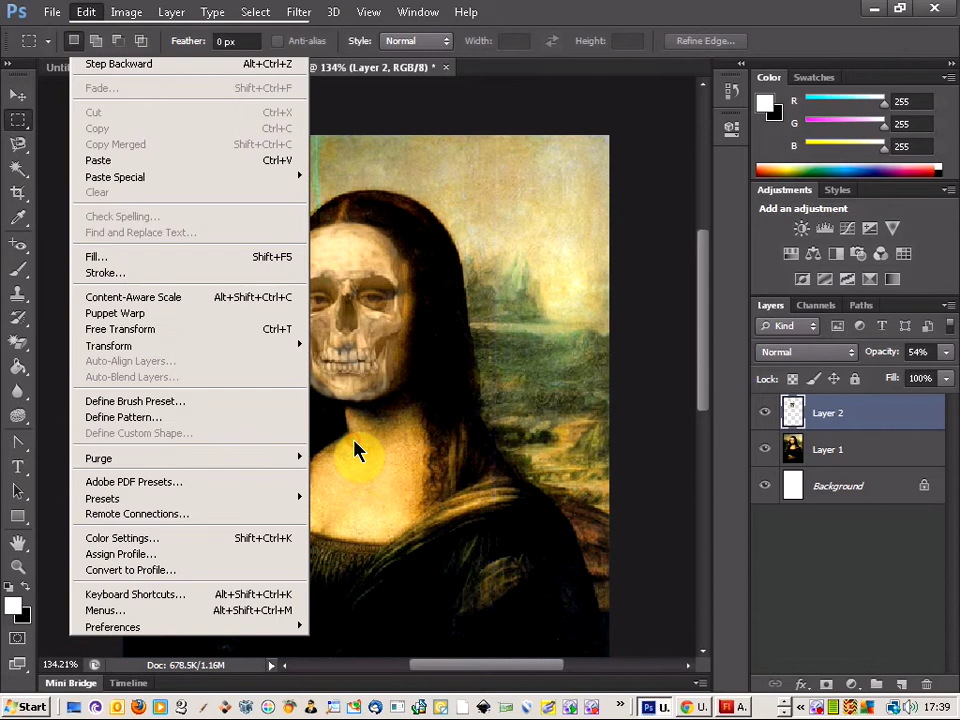 Ps File Edit Image Layer Type Select Filter 3D View Window Help
Feather: 0 px Anti-alias Style: Normal Width: Height: Refine Edge...
@ 134% (Layer 2, RGB/8) * ×
Step Backward Alt+Ctrl+Z
Fade... Shift+Ctrl+F
Cut Ctrl+X
Copy Ctrl+C
Copy Merged Shift+Ctrl+C
Paste Ctrl+V
Paste Special
Clear
Check Spelling...
Find and Replace Text...
Fill... Shift+F5
Stroke...
Content-Aware Scale Alt+Shift+Ctrl+C
Puppet Warp
Free Transform Ctrl+T
Transform
Auto-Align Layers...
Auto-Blend Layers...
Define Brush Preset...
Define Pattern...
Define Custom Shape...
Purge
Adobe PDF Presets...
Presets
Remote Connections...
Color Settings... Shift+Ctrl+K
Assign Profile...
Convert to Profile...
Keyboard Shortcuts... Alt+Shift+Ctrl+K
Menus... Alt+Shift+Ctrl+M
Preferences
Color Swatches
R 255
G 255
B 255
Adjustments Styles
Add an adjustment
Layers Channels Paths
Kind
Normal Opacity: 54%
Lock: Fill: 100%
Layer 2
Layer 1
Background
134.21% Doc: 678.5K/1.16M
Mini Bridge Timeline
Start Ps U. U. Fl A. 17:39